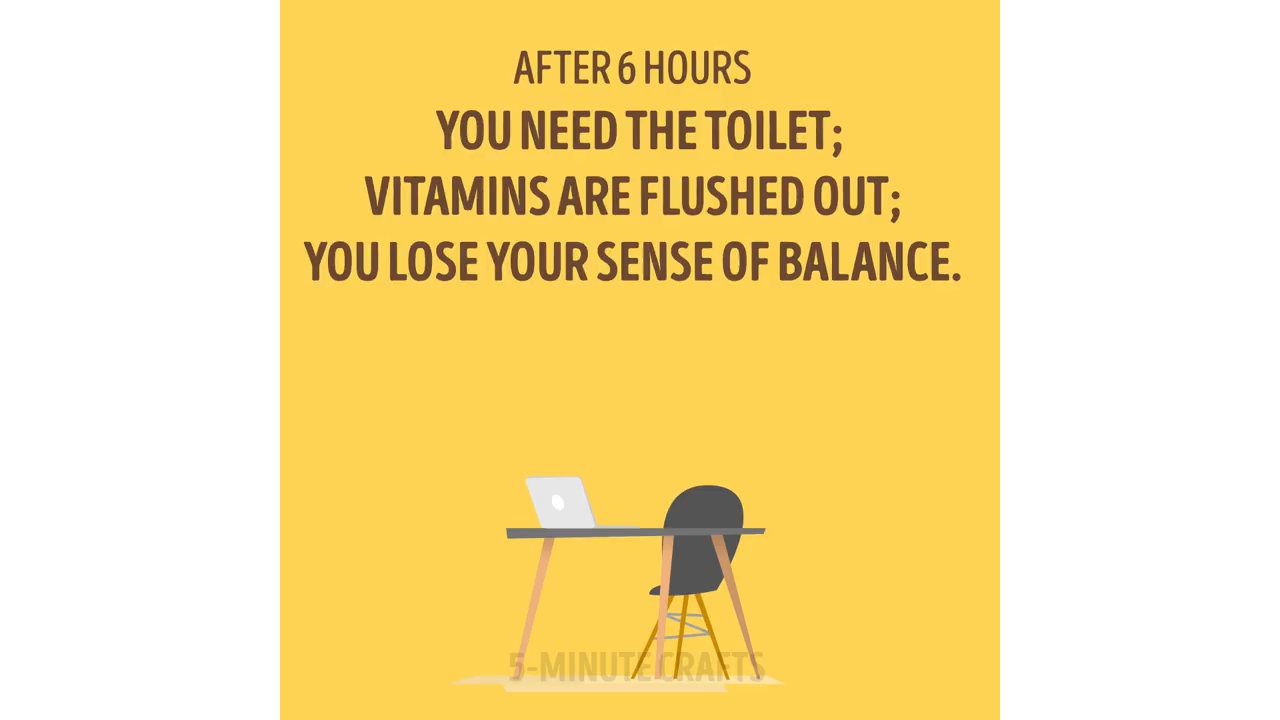 AFTER 6 HOURS
YOU NEED THE TOILET;
VITAMINS ARE FLUSHED OUT;
YOU LOSE YOUR SENSE OF BALANCE.
5-MINUTE CRAFTS